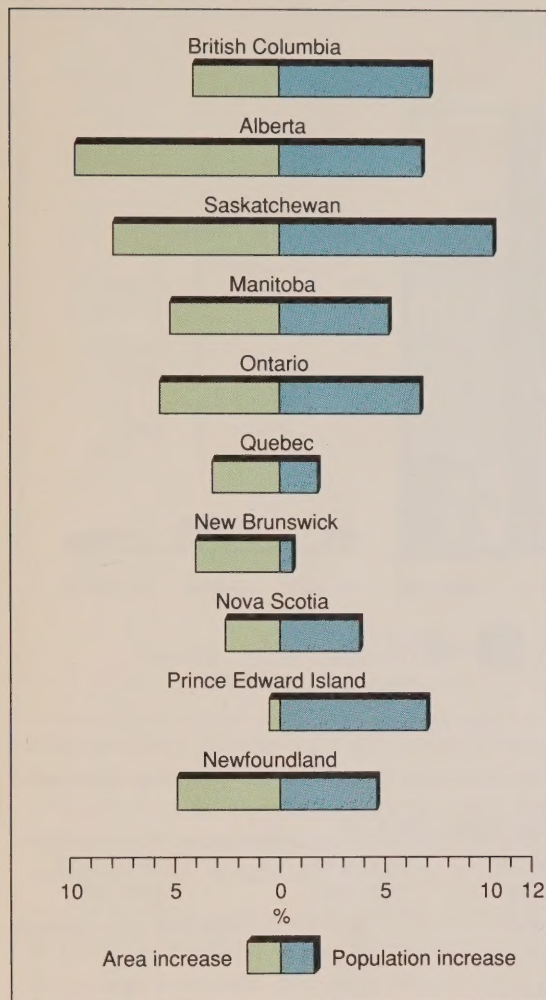 British Columbia
Alberta
Saskatchewan
Manitoba
Ontario
Quebec
New Brunswick
Nova Scotia
Prince Edward Island
Newfoundland
10 5 0 5 10 12
%
Area increase Population increase